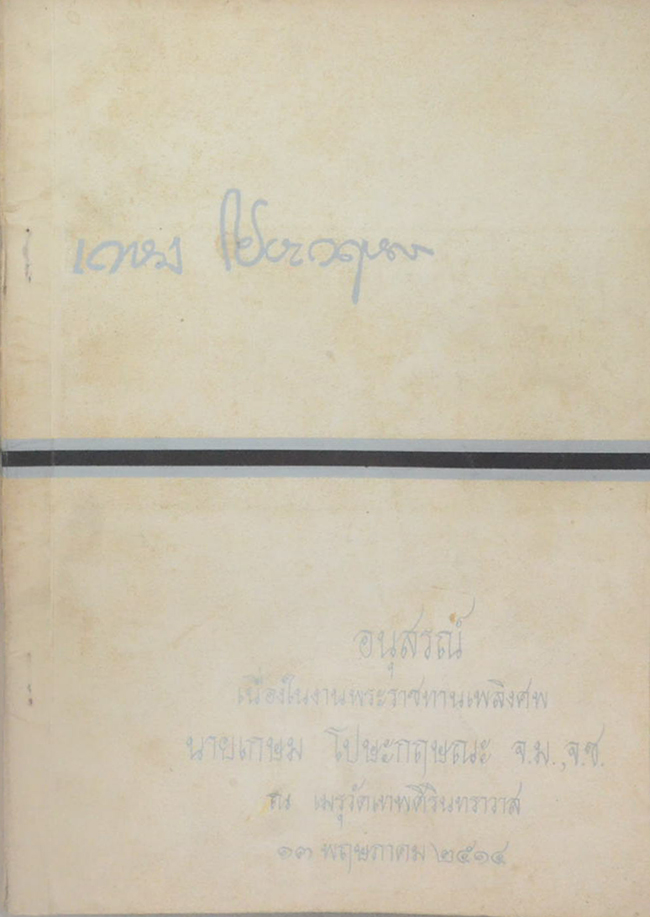 เกษม โปษะกฤษณะ
อนุสรณ์
เนื่องในงานพระราชทานเพลิงศพ
นายเกษม โปษะกฤษณะ จ.ม.,จ.ช.
ณ เมรุวัดเทพศิรินทราวาส
๑๓ พฤษภาคม ๒๕๑๔